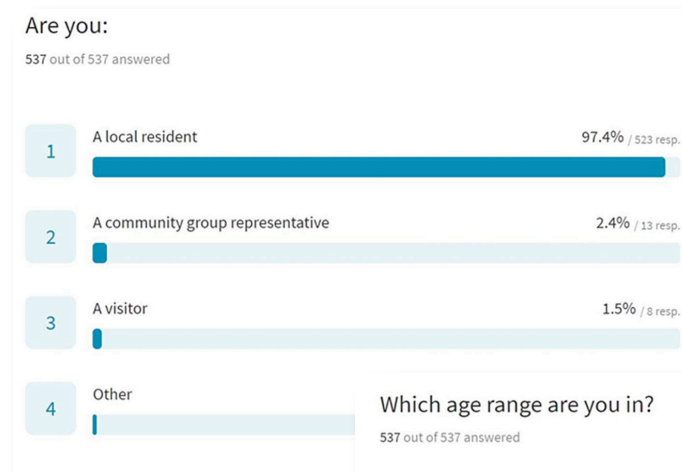 Are you:
537 out of 537 answered
1
A local resident
97.4% / 523 resp.
2
A community group representative
2.4% / 13 resp.
3
A visitor
1.5% / 8 resp.
4
Other
Which age range are you in?
537 out of 537 answered